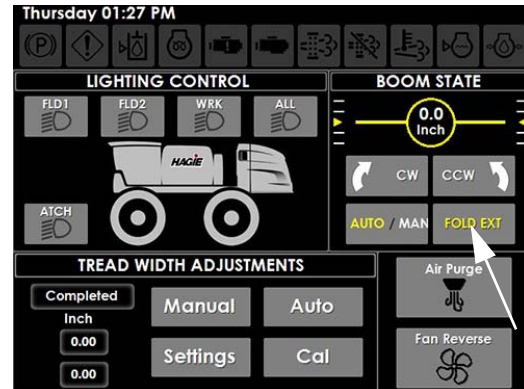 Thursday 01:27 PM
(P)
LIGHTING CONTROL
FLD1 FLD2 WRK ALL
HAGIE
ATCH
BOOM STATE
0.0
Inch
CW CCW
AUTO / MAN FOLD EXT
TREAD WIDTH ADJUSTMENTS
Completed
Inch
0.00
0.00
Manual Auto
Settings Cal
Air Purge
Fan Reverse